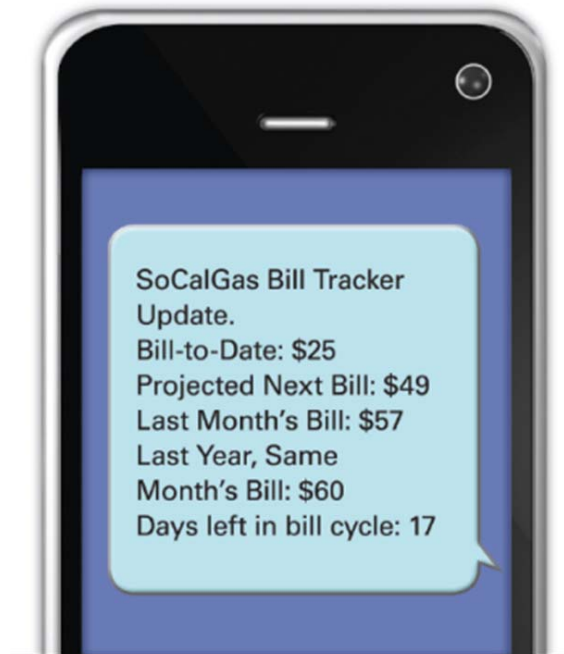 SoCalGas Bill Tracker
Update.
Bill-to-Date: $25
Projected Next Bill: $49
Last Month's Bill: $57
Last Year, Same
Month's Bill: $60
Days left in bill cycle: 17